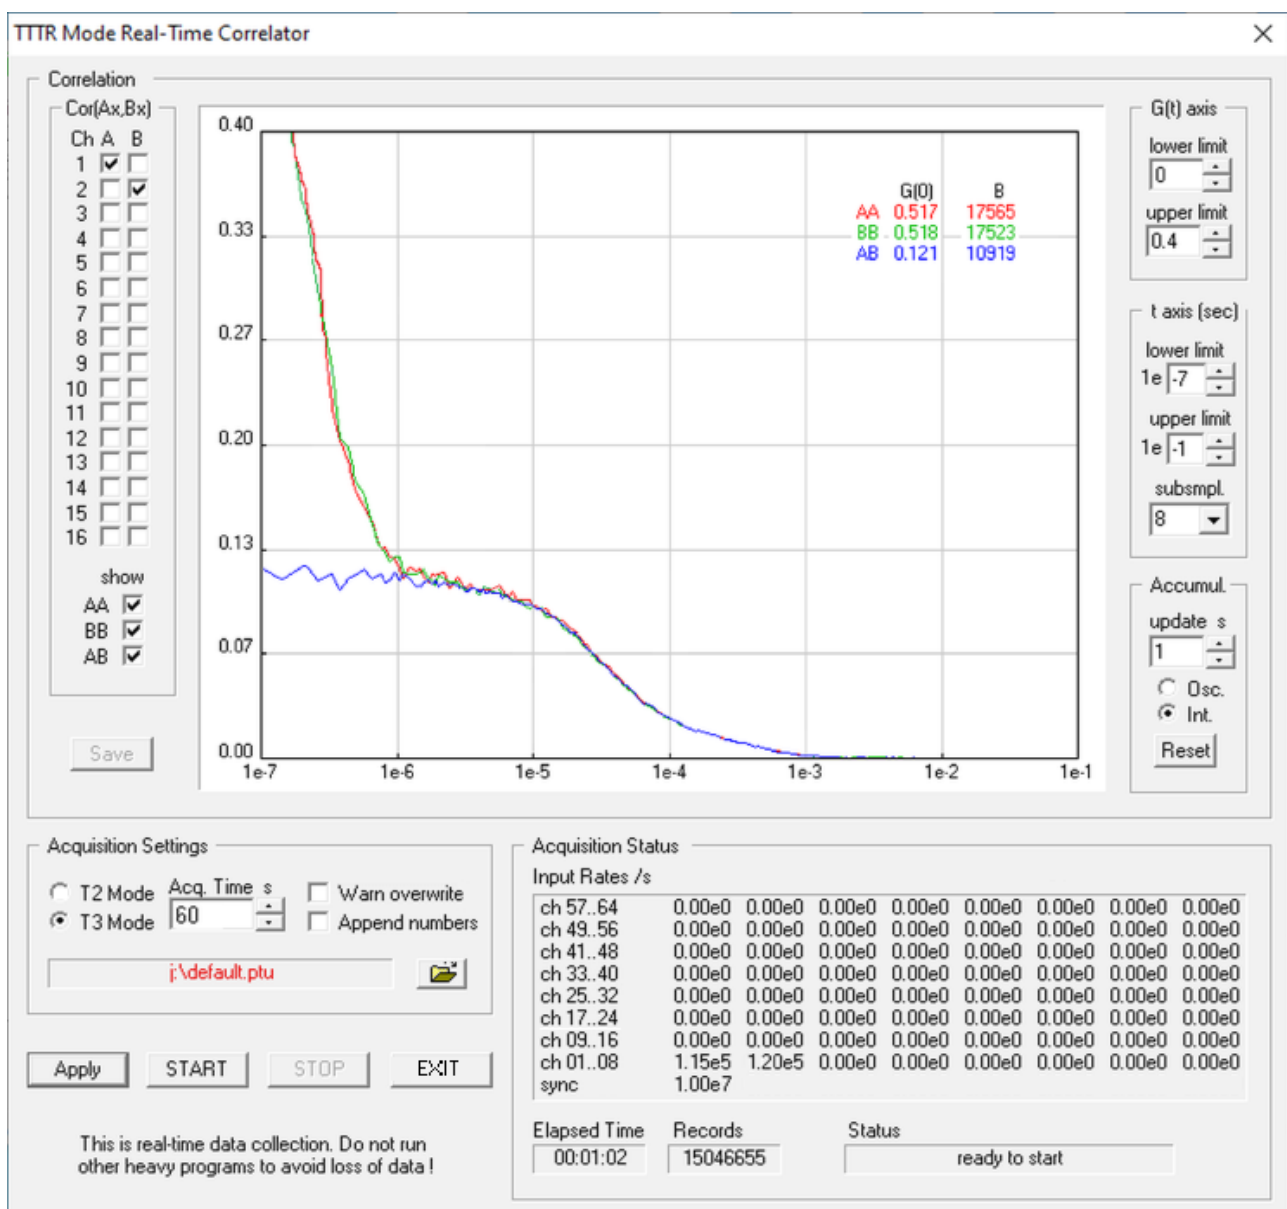 TTTR Mode Real-Time Correlator
Correlation
Cor(Ax,Bx)
Ch A B
1
2
3
4
5
6
7
8
9
10
11
12
13
14
15
16
show
AA
BB
AB
Save
0.40
0.33
0.27
0.20
0.13
0.07
0.00
1e-7 1e-6 1e-5 1e-4 1e-3 1e-2 1e-1
G(0) B
AA 0.517 17565
BB 0.518 17523
AB 0.121 10919
G(t) axis
lower limit
0
upper limit
0.4
t axis (sec)
lower limit
1e -7
upper limit
1e -1
subsmpl.
8
Accumul.
update s
1
Osc.
Int.
Reset
Acquisition Settings
T2 Mode
T3 Mode
Acq. Time s
60
Warn overwrite
Append numbers
j:\default.ptu
Apply START STOP EXIT
This is real-time data collection. Do not run
other heavy programs to avoid loss of data !
Acquisition Status
Input Rates /s
ch 57..64 0.00e0 0.00e0 0.00e0 0.00e0 0.00e0 0.00e0 0.00e0 0.00e0
ch 49..56 0.00e0 0.00e0 0.00e0 0.00e0 0.00e0 0.00e0 0.00e0 0.00e0
ch 41..48 0.00e0 0.00e0 0.00e0 0.00e0 0.00e0 0.00e0 0.00e0 0.00e0
ch 33..40 0.00e0 0.00e0 0.00e0 0.00e0 0.00e0 0.00e0 0.00e0 0.00e0
ch 25..32 0.00e0 0.00e0 0.00e0 0.00e0 0.00e0 0.00e0 0.00e0 0.00e0
ch 17..24 0.00e0 0.00e0 0.00e0 0.00e0 0.00e0 0.00e0 0.00e0 0.00e0
ch 09..16 0.00e0 0.00e0 0.00e0 0.00e0 0.00e0 0.00e0 0.00e0 0.00e0
ch 01..08 1.15e5 1.20e5 0.00e0 0.00e0 0.00e0 0.00e0 0.00e0 0.00e0
sync 1.00e7
Elapsed Time Records Status
00:01:02 15046655 ready to start